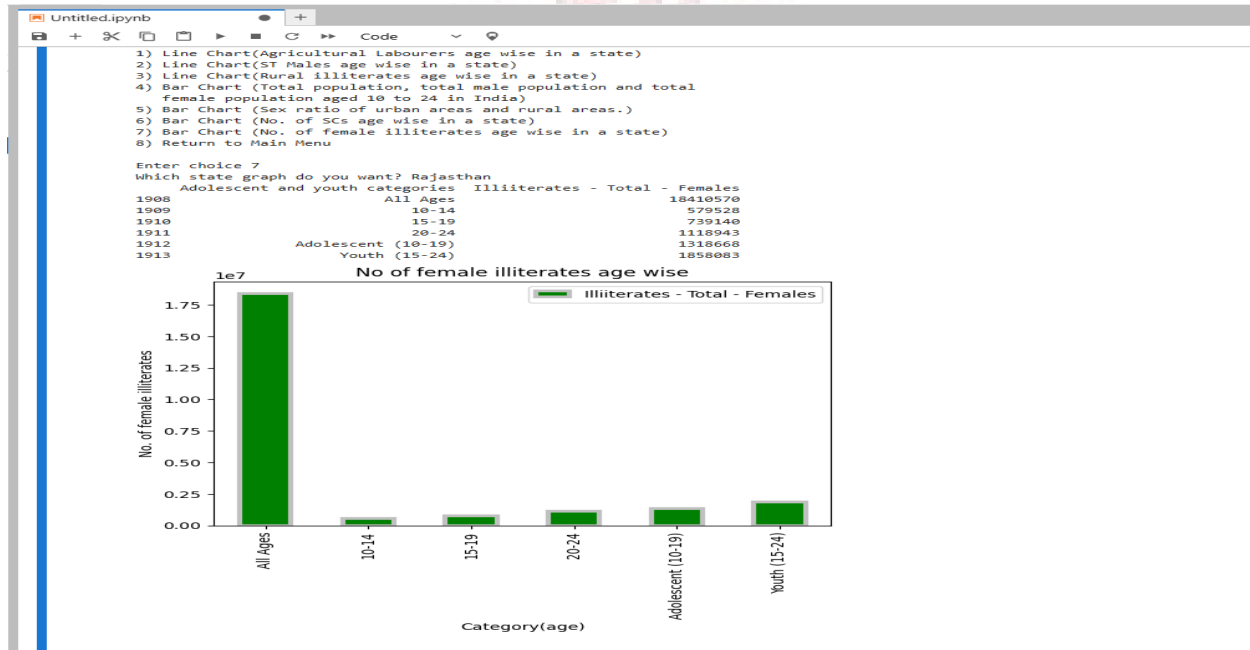 Untitled.ipynb
Code
1) Line Chart(Agricultural Labourers age wise in a state)
2) Line Chart(ST Males age wise in a state)
3) Line Chart(Rural illiterates age wise in a state)
4) Bar Chart (Total population, total male population and total
female population aged 10 to 24 in India)
5) Bar Chart (Sex ratio of urban areas and rural areas.)
6) Bar Chart (No. of SCs age wise in a state)
7) Bar Chart (No. of female illiterates age wise in a state)
8) Return to Main Menu
Enter choice 7
Which state graph do you want? Rajasthan
Adolescent and youth categories Illiiterates - Total - Females
1908 All Ages 18410570
1909 10-14 579528
1910 15-19 739140
1911 20-24 1118943
1912 Adolescent (10-19) 1318668
1913 Youth (15-24) 1858083
1e7
No of female illiterates age wise
Illiiterates - Total - Females
1.75
1.50
1.25
1.00
0.75
0.50
0.25
0.00
No. of female illiterates
All Ages
10-14
15-19
20-24
Adolescent (10-19)
Youth (15-24)
Category(age)